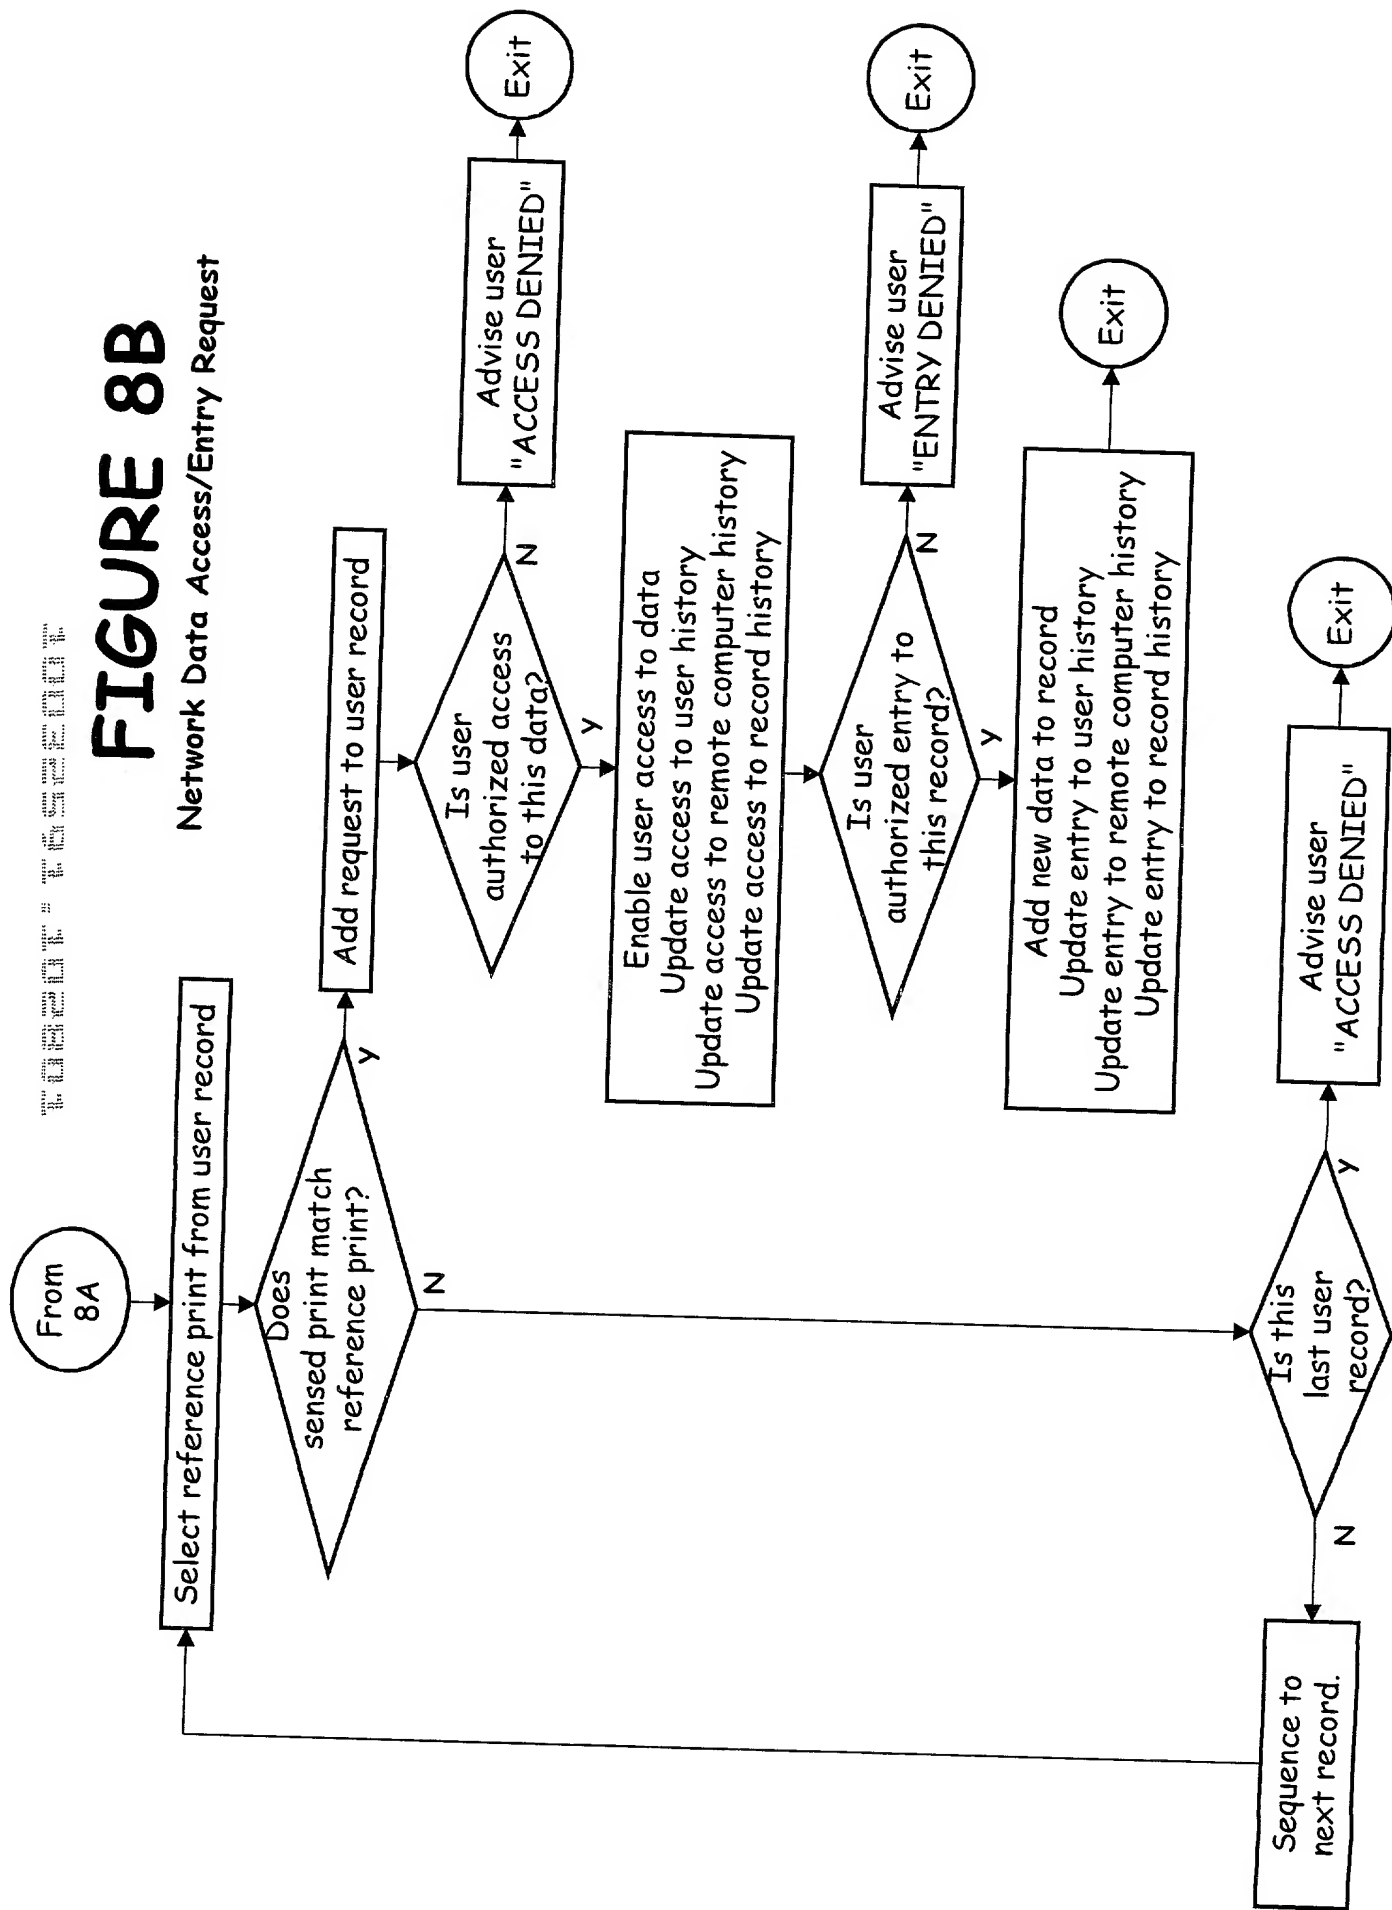 FIGURE 8B
Network Data Access/Entry Request
From
8A
Select reference print from user record
Does
sensed print match
reference print?
Y
N
Add request to user record
Is user
authorized access
to this data?
N
Y
Advise user
"ACCESS DENIED"
Exit
Enable user access to data
Update access to user history
Update access to remote computer history
Update access to record history
Is user
authorized entry to
this record?
N
Y
Advise user
"ENTRY DENIED"
Exit
Add new data to record
Update entry to user history
Update entry to remote computer history
Update entry to record history
Exit
Is this
last user
record?
Y
N
Advise user
"ACCESS DENIED"
Exit
Sequence to
next record.